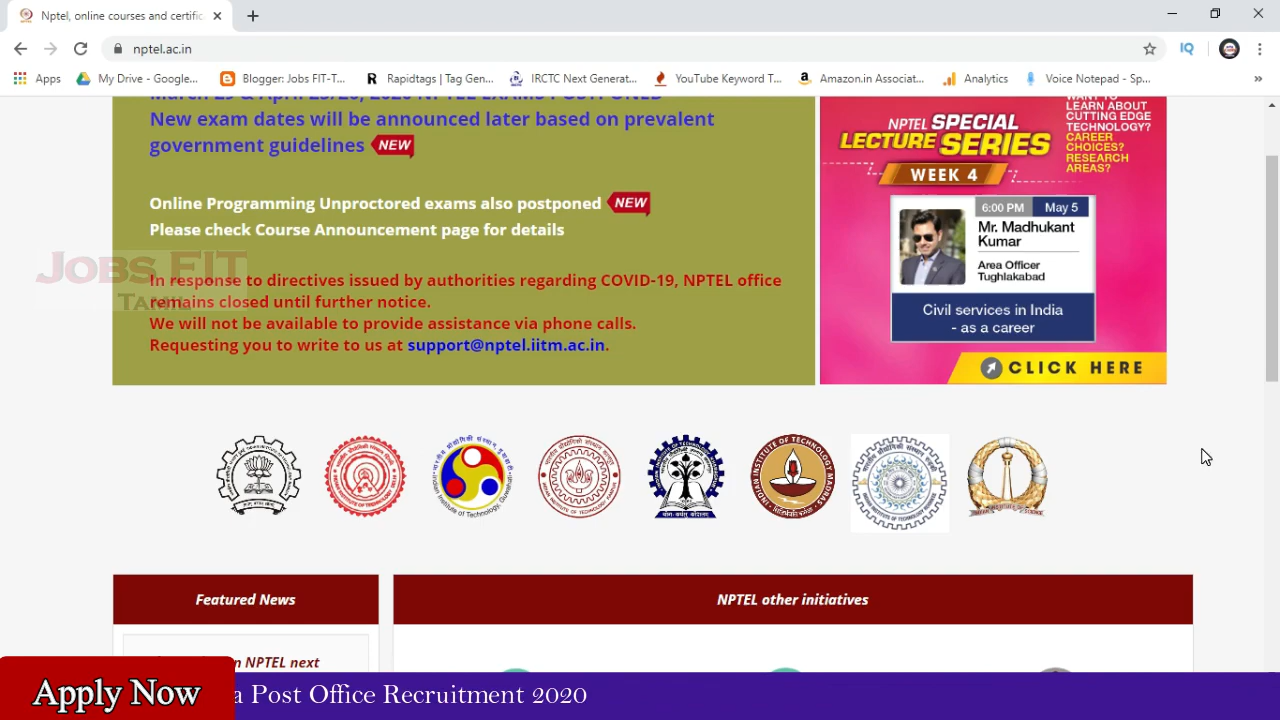 Nptel, online courses and certific
nptel.ac.in
Apps
My Drive - Google...
Blogger: Jobs FIT-T...
Rapidtags | Tag Gen...
IRCTC Next Generat...
YouTube Keyword T...
Amazon.in Associat...
Analytics
Voice Notepad - Sp...
IQ
March 29 & April 25/26, 2020 NPTEL EXAMS POSTPONED
New exam dates will be announced later based on prevalent
government guidelines NEW
Online Programming Unproctored exams also postponed NEW
Please check Course Announcement page for details
In response to directives issued by authorities regarding COVID-19, NPTEL office
remains closed until further notice.
We will not be available to provide assistance via phone calls.
Requesting you to write to us at support@nptel.iitm.ac.in.
JOBS FIT
TAMIL
NPTEL SPECIAL
LECTURE SERIES
WEEK 4
WANT TO
LEARN ABOUT
CUTTING EDGE
TECHNOLOGY?
CAREER
CHOICES?
RESEARCH
AREAS?
6:00 PM May 5
Mr. Madhukant
Kumar
Area Officer
Tughlakabad
Civil services in India
- as a career
CLICK HERE
INDIAN INSTITUTE OF TECHNOLOGY MADRAS
Featured News
NPTEL other initiatives
n NPTEL next
Apply Now
a Post Office Recruitment 2020